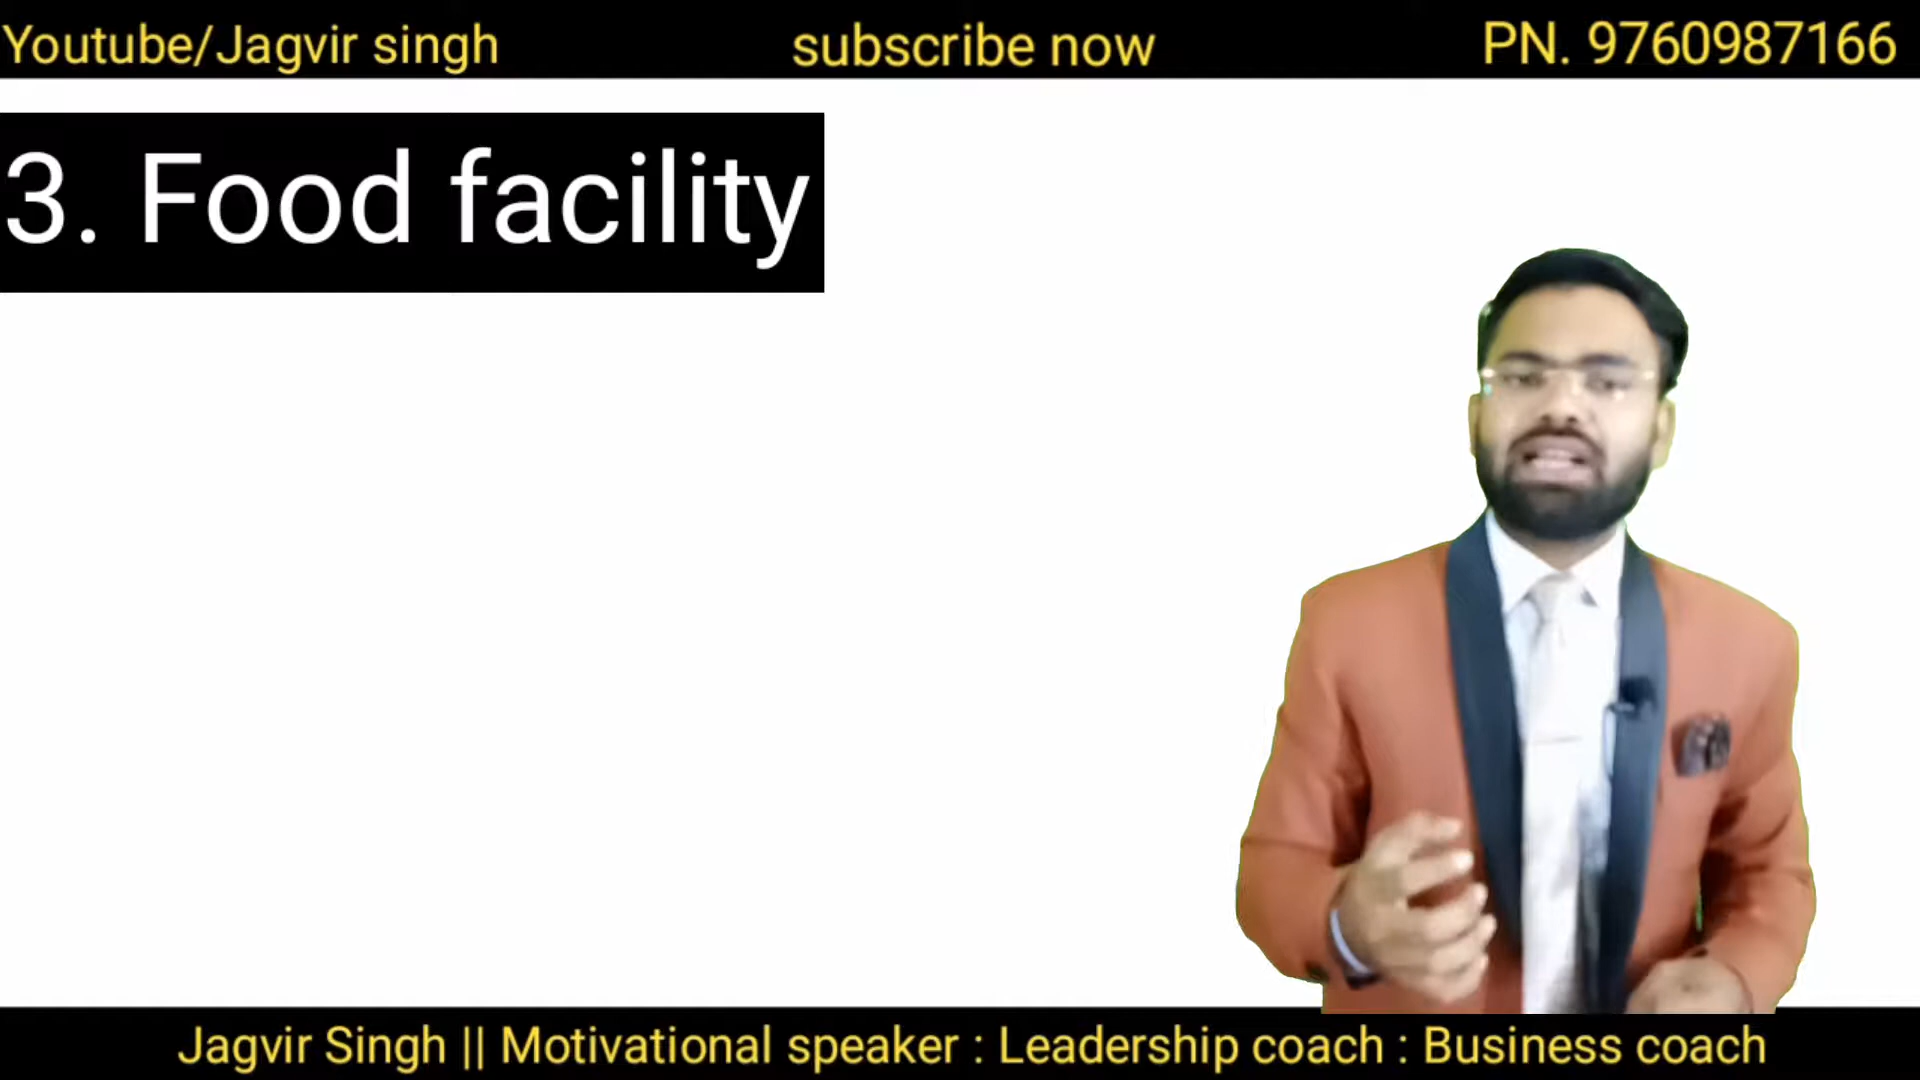 Youtube/Jagvir singh
subscribe now
PN. 9760987166
3. Food facility
Jagvir Singh || Motivational speaker : Leadership coach : Business coach